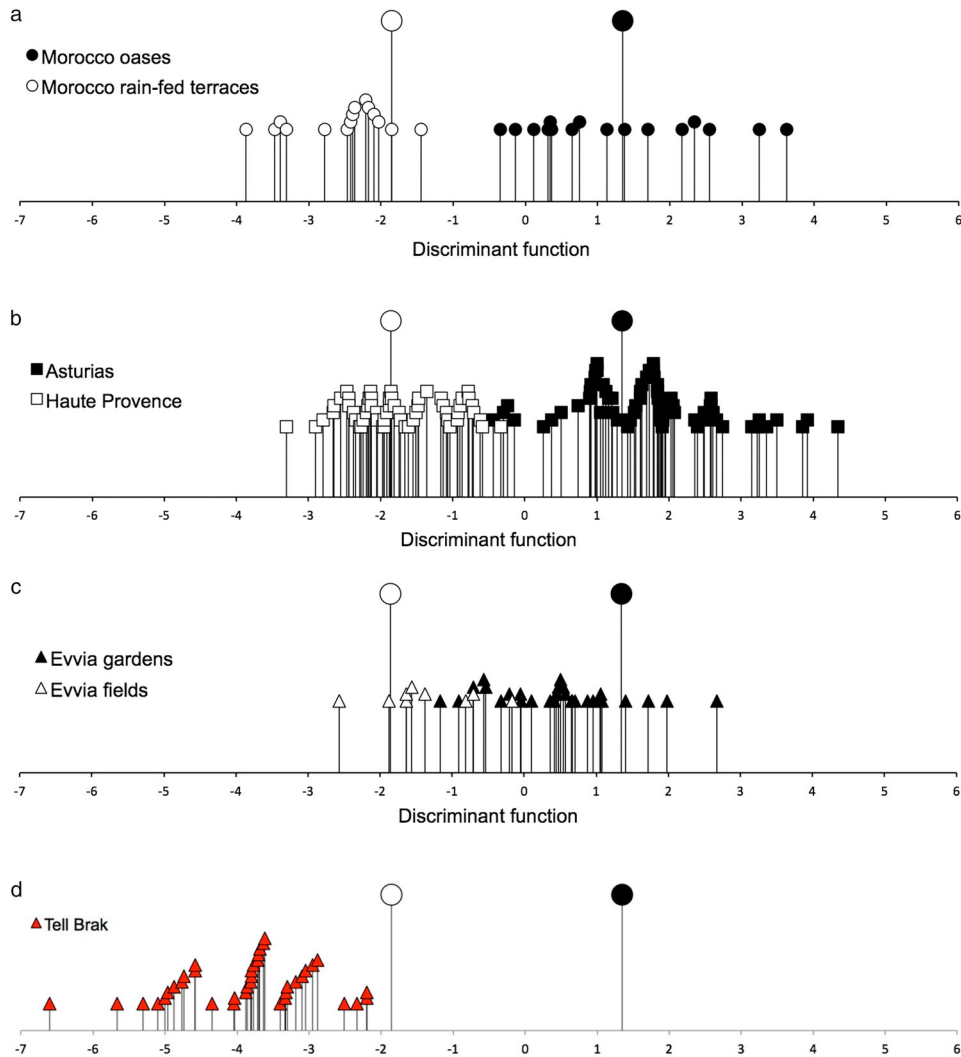 a
Morocco oases
Morocco rain-fed terraces
-7 -6 -5 -4 -3 -2 -1 0 1 2 3 4 5 6
Discriminant function
b
Asturias
Haute Provence
-7 -6 -5 -4 -3 -2 -1 0 1 2 3 4 5 6
Discriminant function
c
Evvia gardens
Evvia fields
-7 -6 -5 -4 -3 -2 -1 0 1 2 3 4 5 6
Discriminant function
d
Tell Brak
-7 -6 -5 -4 -3 -2 -1 0 1 2 3 4 5 6